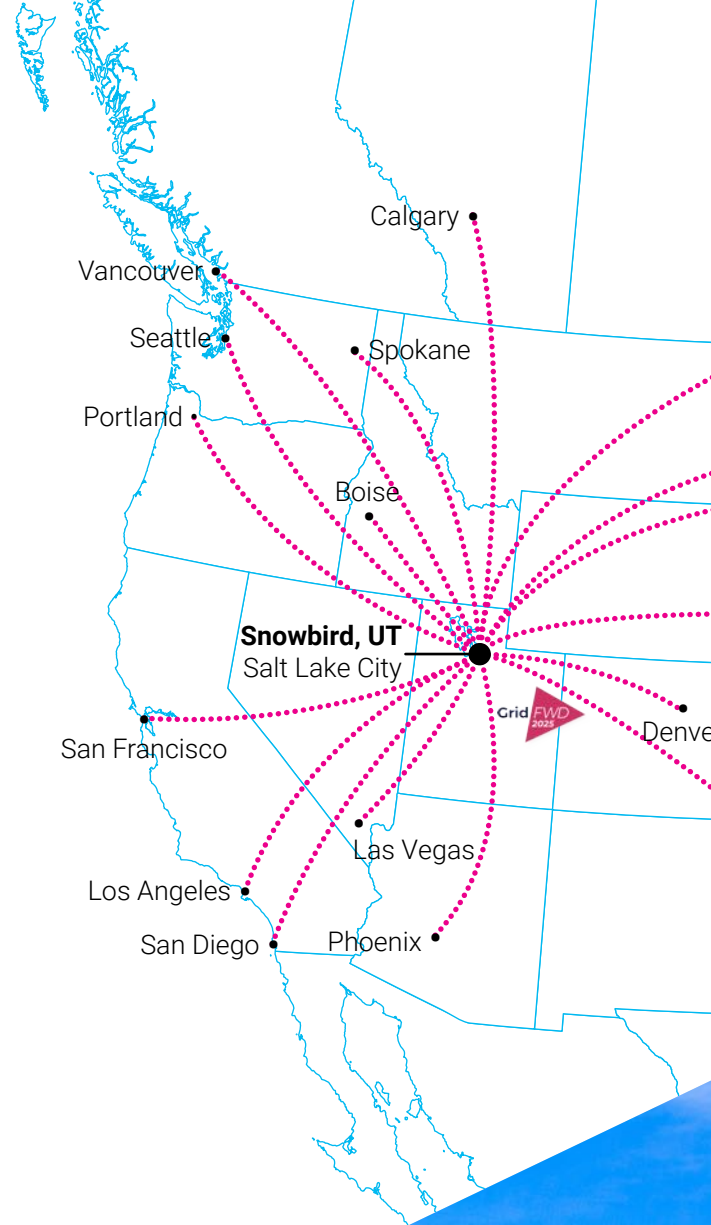 Calgary
Vancouver
Seattle
Spokane
Portland
Boise
Snowbird, UT
Salt Lake City
Grid FWD
2025
Denve
San Francisco
Las Vegas
Los Angeles
San Diego
Phoenix